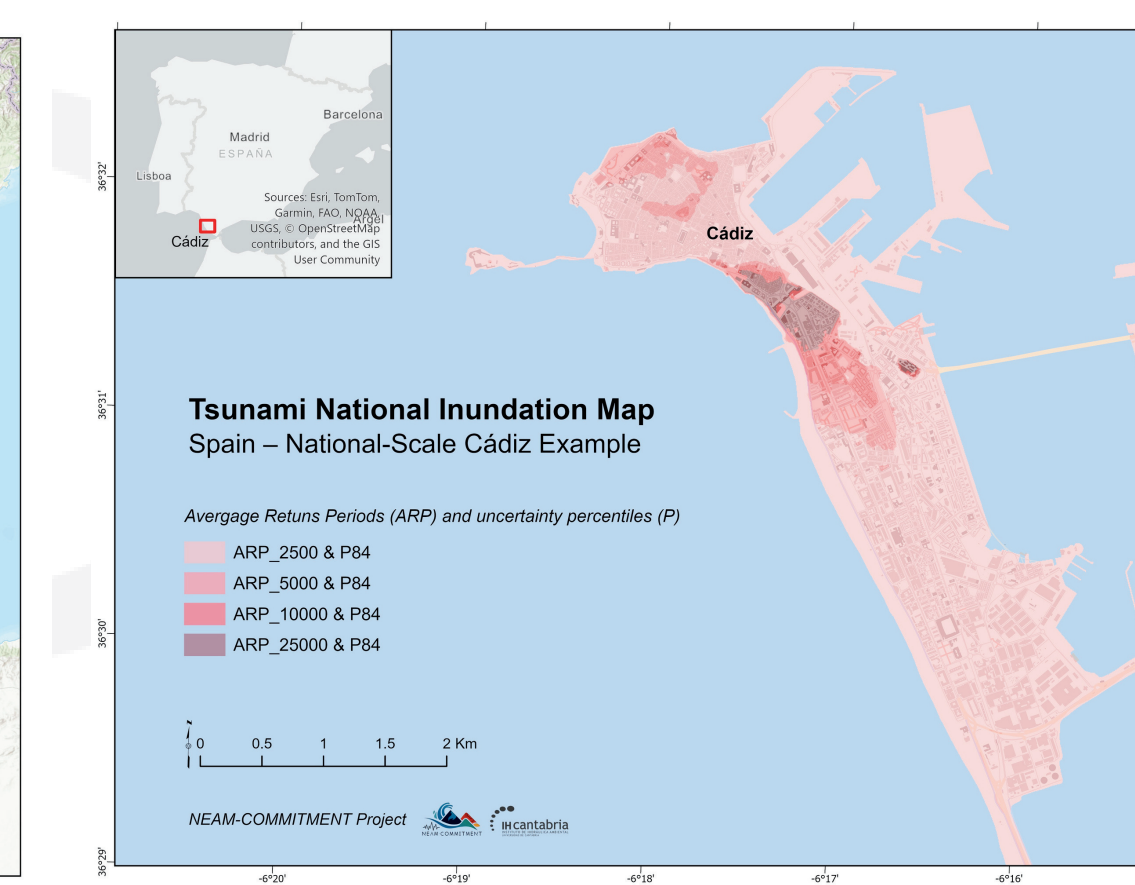 Barcelona
Madrid
ESPAÑA
Lisboa
Sources: Esri, TomTom,
Garmin, FAO, NOAA,
Argel
USGS, © OpenStreetMap
contributors, and the GIS
User Community
Cádiz
Cádiz
36°32'
36°31'
36°30'
36°29'
Tsunami National Inundation Map
Spain – National-Scale Cádiz Example
Avergage Retuns Periods (ARP) and uncertainty percentiles (P)
ARP_2500 & P84
ARP_5000 & P84
ARP_10000 & P84
ARP_25000 & P84
N
0 0.5 1 1.5 2 Km
NEAM-COMMITMENT Project
NEAM COMMITMENT
IHcantabria
-6°20' -6°19' -6°18' -6°17' -6°16'